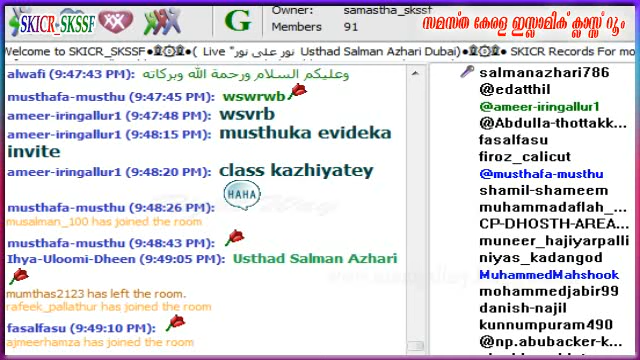 SKICR_SKSSF
G
Owner: samastha_skssf
Members 91
സമസ്ത കേരള ഇസ്ലാമിക് ക്ലാസ്സ് റൂം
Welcome to SKICR_SKSSF•۩۞۩•( Live "نور على نور" Usthad Salman Azhari Dubai)•۩۞۩• SKICR Records For mo
alwafi (9:47:43 PM): وعليكم السلام ورحمة الله وبركاته
musthafa-musthu (9:47:45 PM): wswrwb
ameer-iringallur1 (9:47:48 PM): wsvrb
ameer-iringallur1 (9:48:15 PM): musthuka evideka
invite
ameer-iringallur1 (9:48:20 PM): class kazhiyatey
HAHA
musthafa-musthu (9:48:26 PM):
musalman_100 has joined the room
musthafa-musthu (9:48:43 PM):
Ihya-Uloomi-Dheen (9:49:05 PM): Usthad Salman Azhari
mumthas2123 has left the room.
rafeek_pallathur has joined the room
fasalfasu (9:49:10 PM):
ajmeerhamza has joined the room
salmanazhari786
@edatthil
@ameer-iringallur1
@Abdulla-thottakk...
fasalfasu
firoz_calicut
@musthafa-musthu
shamil-shameem
muhammadaflah_...
CP-DHOSTH-AREA...
muneer_hajiyarpalli
niyas_kadangod
MuhammedMahshook
mohammedjabir99
danish-najil
kunnumpuram490
@np.abubacker-k...